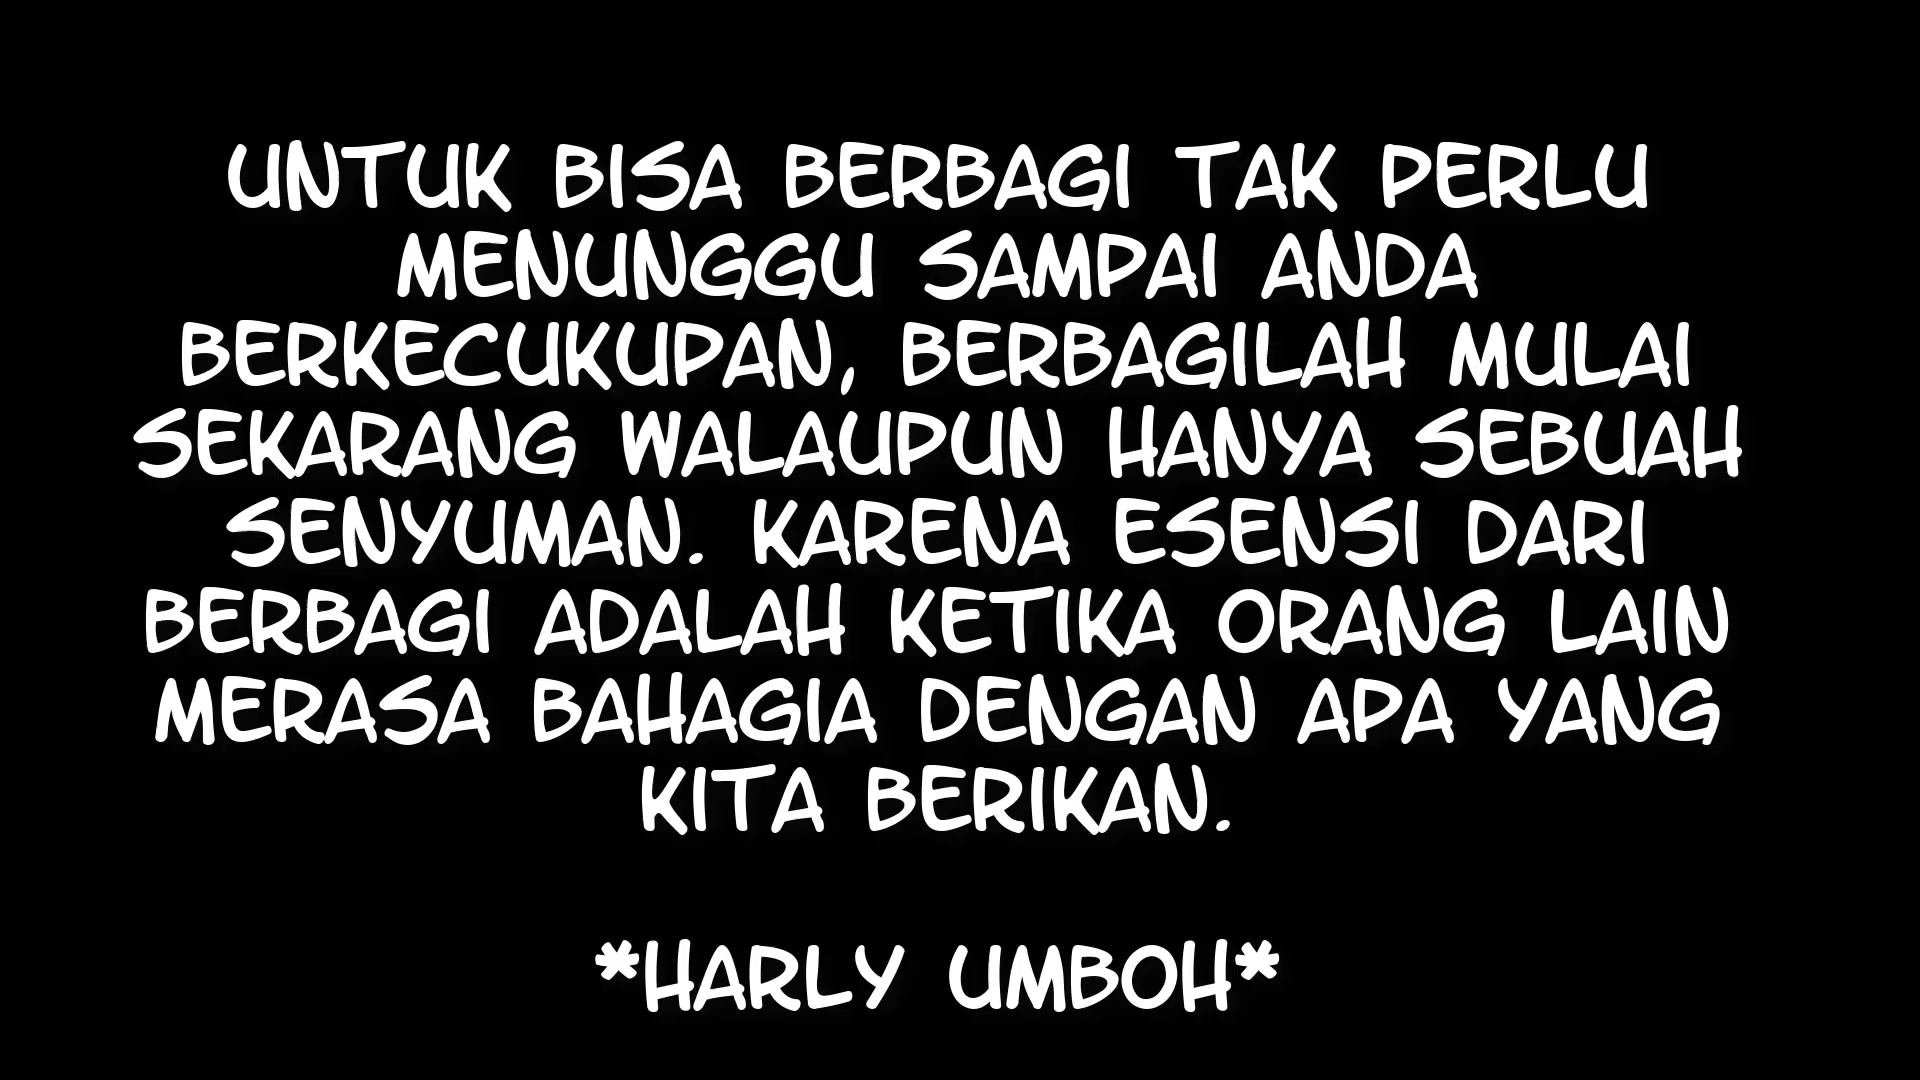 UNTUK BISA BERBAGI TAK PERLU
MENUNGGU SAMPAI ANDA
BERKECUKUPAN, BERBAGILAH MULAI
SEKARANG WALAUPUN HANYA SEBUAH
SENYUMAN. KARENA ESENSI DARI
BERBAGI ADALAH KETIKA ORANG LAIN
MERASA BAHAGIA DENGAN APA YANG
KITA BERIKAN.
*HARLY UMBOH*